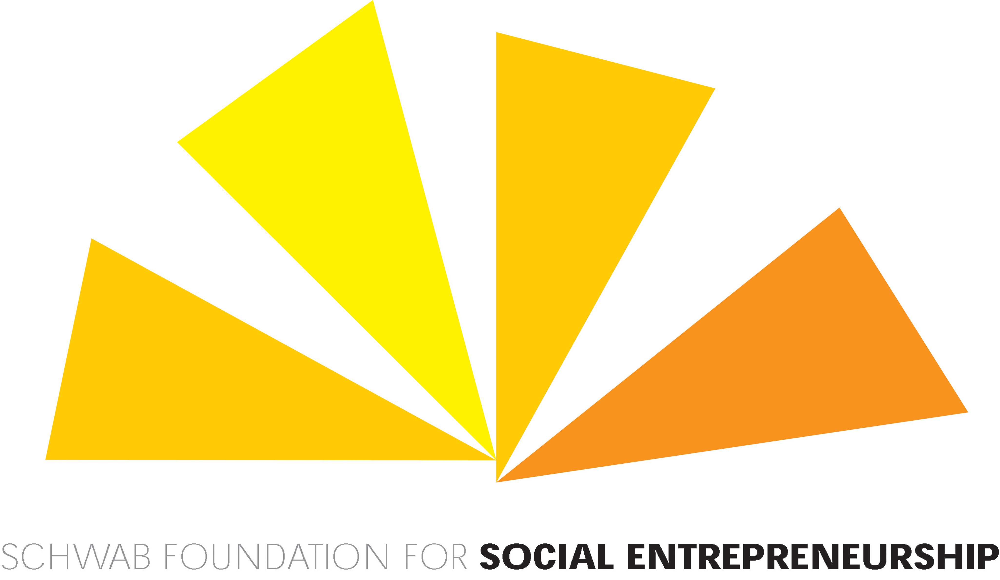 SCHWAB FOUNDATION FOR SOCIAL ENTREPRENEURSHIP